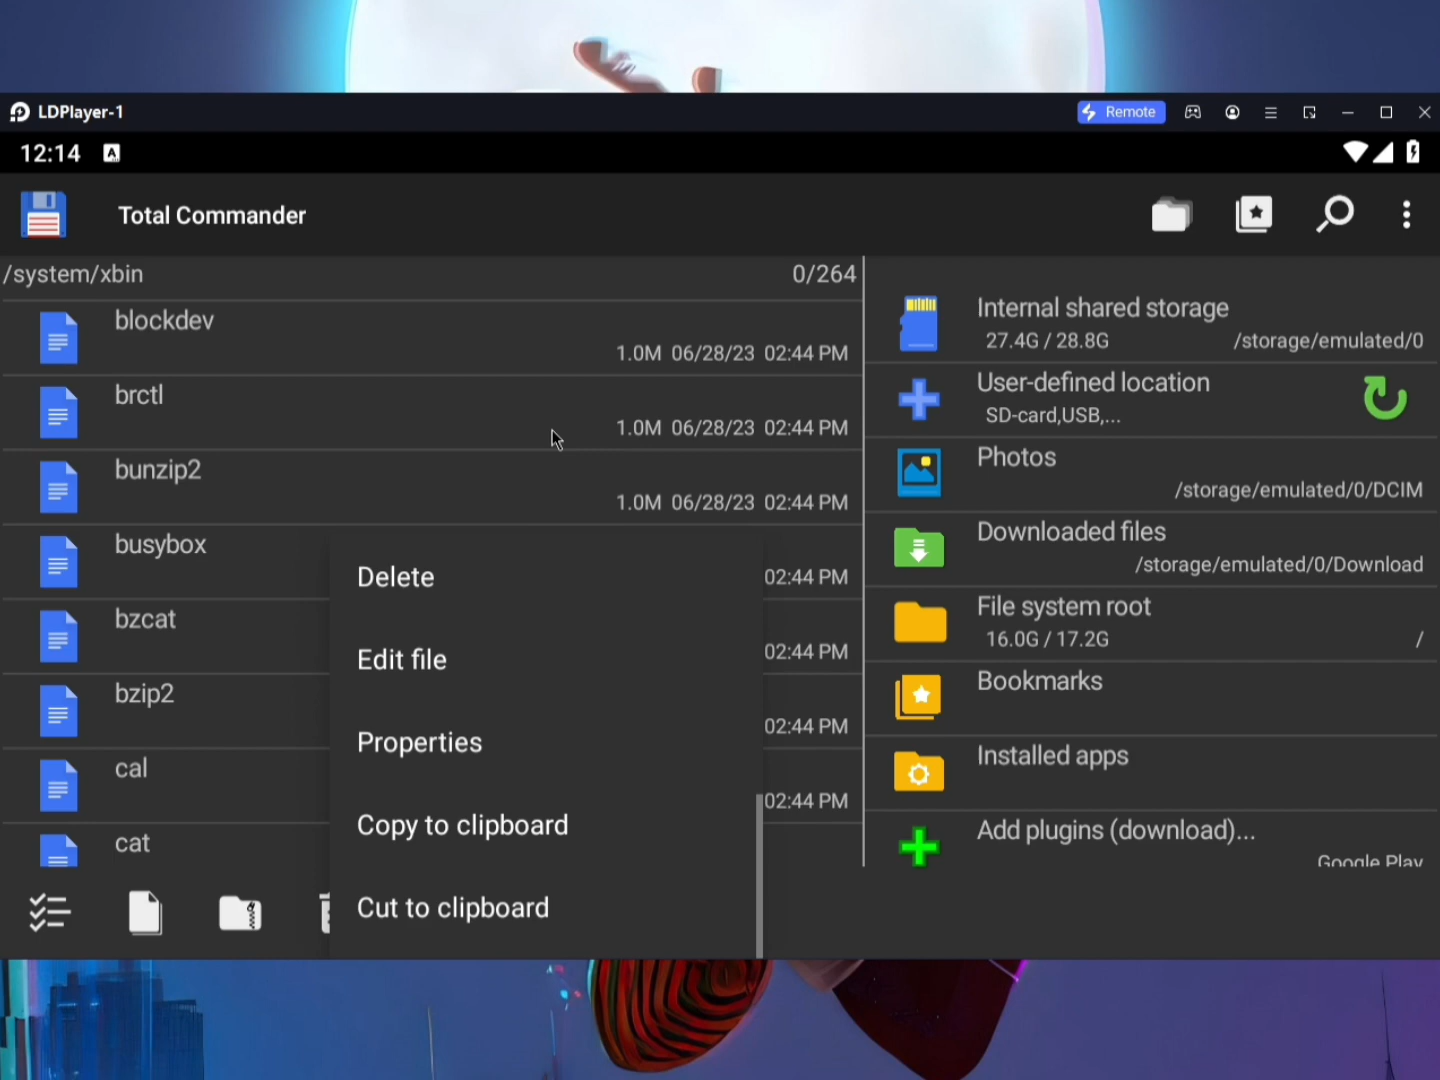 LDPlayer-1
Remote
12:14
Total Commander
/system/xbin
0/264
blockdev
1.0M 06/28/23 02:44 PM
brctl
1.0M 06/28/23 02:44 PM
bunzip2
1.0M 06/28/23 02:44 PM
busybox
02:44 PM
bzcat
02:44 PM
bzip2
02:44 PM
cal
02:44 PM
cat
Delete
Edit file
Properties
Copy to clipboard
Cut to clipboard
Internal shared storage
27.4G / 28.8G
/storage/emulated/0
User-defined location
SD-card,USB,...
Photos
/storage/emulated/0/DCIM
Downloaded files
/storage/emulated/0/Download
File system root
16.0G / 17.2G
/
Bookmarks
Installed apps
Add plugins (download)...
Google Play